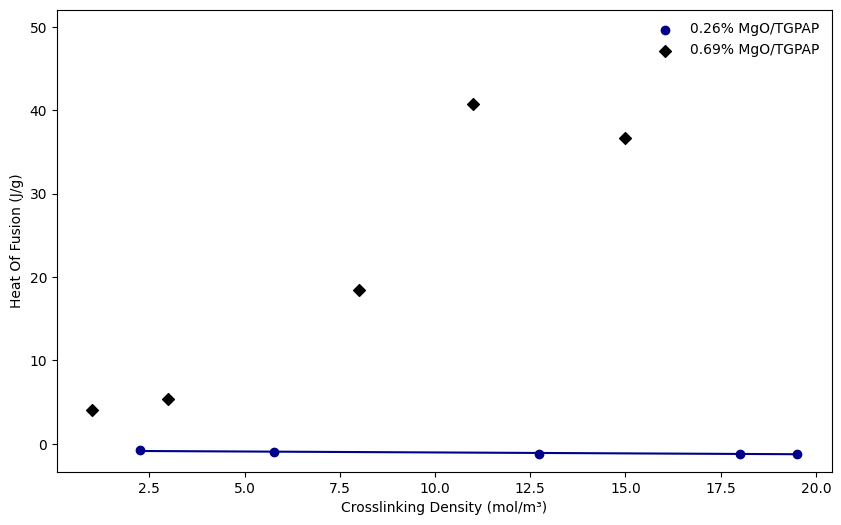 50
40
30
20
10
0
Heat Of Fusion (J/g)
0.26% MgO/TGPAP
0.69% MgO/TGPAP
2.5 5.0 7.5 10.0 12.5 15.0 17.5 20.0
Crosslinking Density (mol/m³)